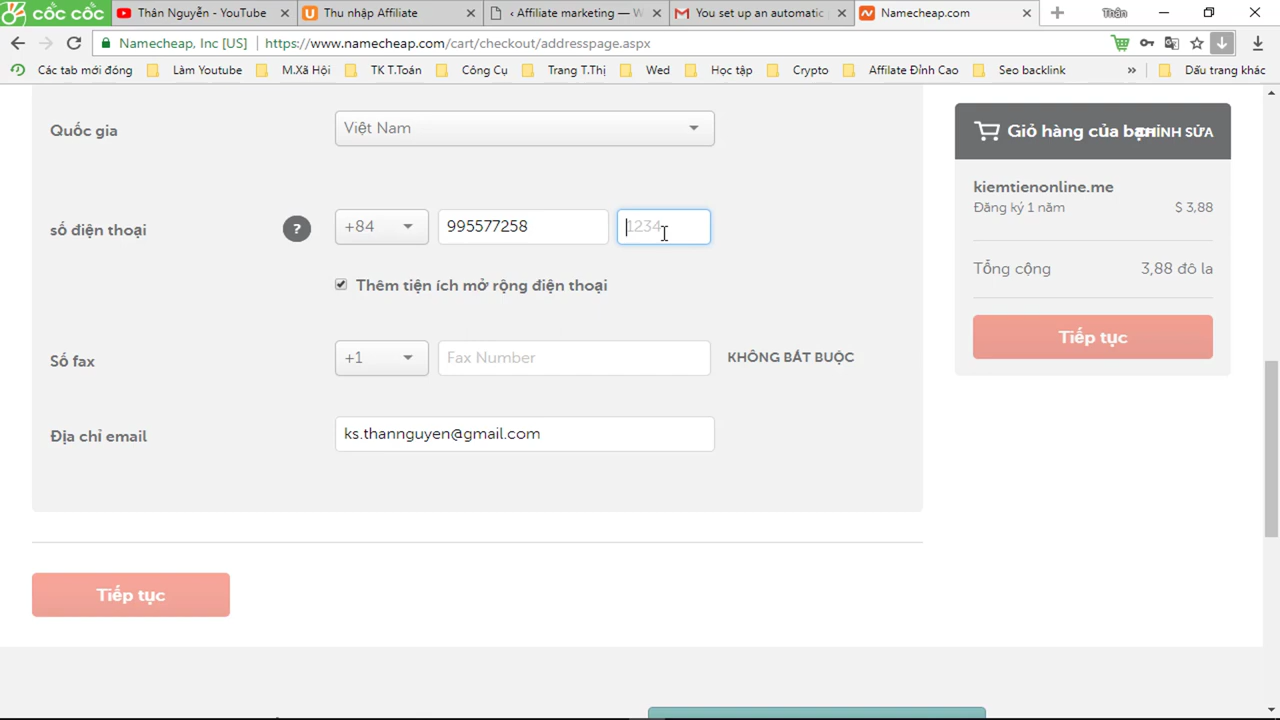 cốc cốc
Thân Nguyễn - YouTube
Thu nhập Affiliate
‹ Affiliate marketing — W
You set up an automatic
Namecheap.com
Thân
Namecheap, Inc [US]
https://www.namecheap.com/cart/checkout/addresspage.aspx
Các tab mới đóng
Làm Youtube
M.Xã Hội
TK T.Toán
Công Cụ
Trang T.Thị
Wed
Học tập
Crypto
Affilate Đỉnh Cao
Seo backlink
»
Dấu trang khác
Quốc gia
Việt Nam
số điện thoại
?
+84
995577258
1234
Thêm tiện ích mở rộng điện thoại
Số fax
+1
Fax Number
KHÔNG BẮT BUỘC
Địa chỉ email
ks.thannguyen@gmail.com
Tiếp tục
Giỏ hàng của bạn
CHỈNH SỬA
kiemtienonline.me
Đăng ký 1 năm
$ 3,88
Tổng cộng
3,88 đô la
Tiếp tục